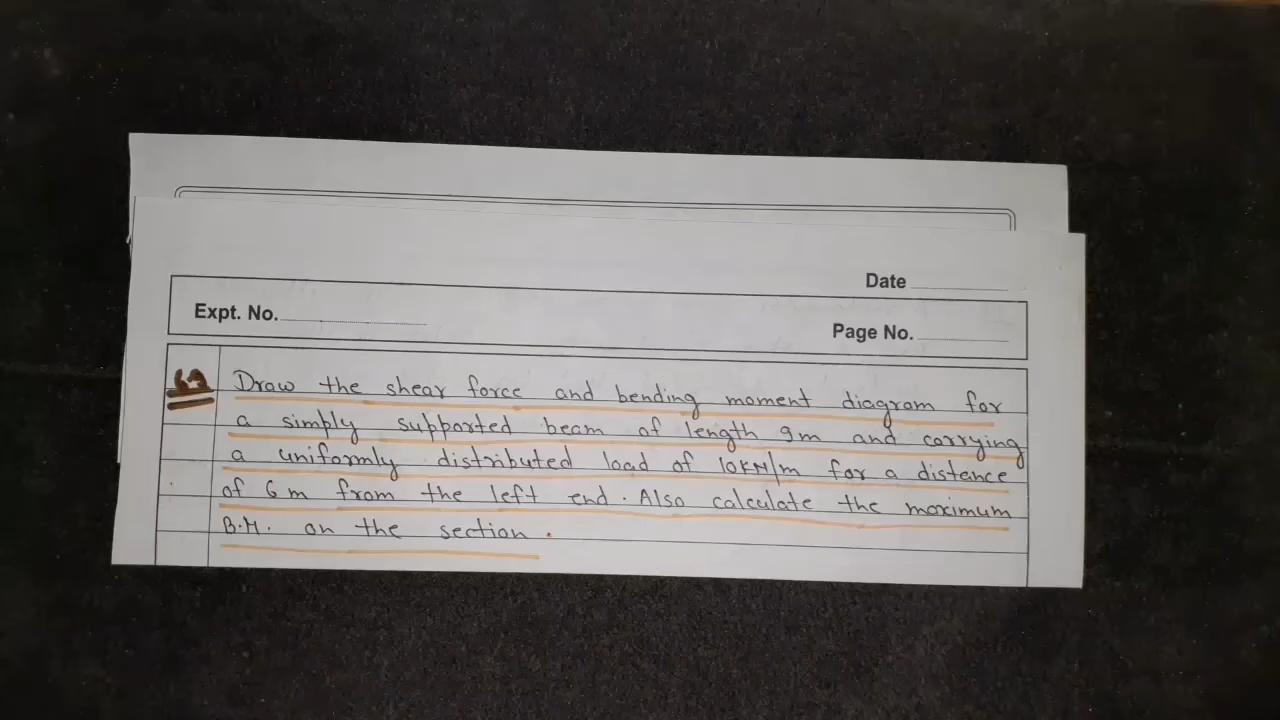 Date
Expt. No.
Page No.
Draw the shear force and bending moment diagram for
a simply supported beam of length 9m and carrying
a uniformly distributed load of 10KN/m for a distance
of 6m from the left end. Also calculate the maximum
B.M. on the section.